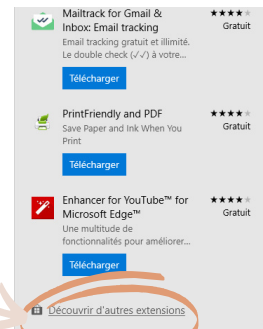 Mailtrack for Gmail &
Inbox: Email tracking
Gratuit
Email tracking gratuit et illimité.
Le double check (✓✓) à votre...
Télécharger
PrintFriendly and PDF
Gratuit
Save Paper and Ink When You
Print
Télécharger
Enhancer for YouTube™ for
Microsoft Edge™
Gratuit
Une multitude de
fonctionnalités pour améliorer...
Télécharger
Découvrir d'autres extensions